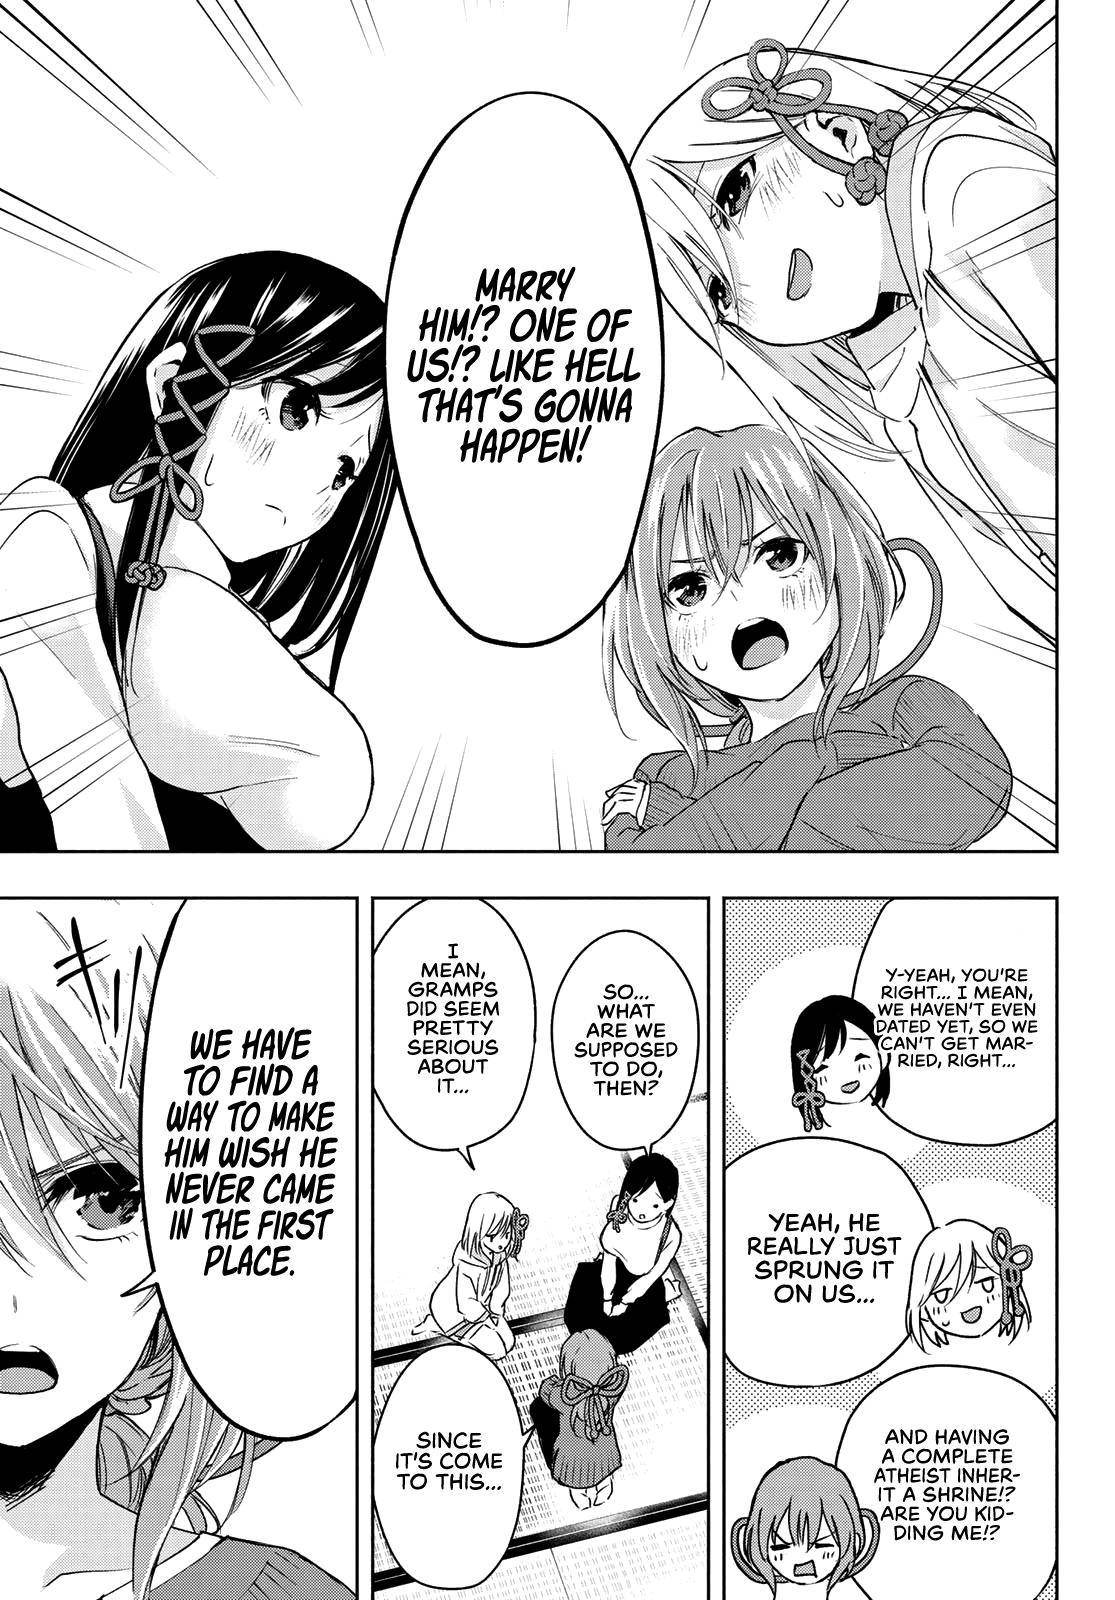 MARRY
HIM!? ONE OF
US!? LIKE HELL
THAT'S GONNA
HAPPEN!
Y-YEAH, YOU'RE
RIGHT... I MEAN,
WE HAVEN'T EVEN
DATED YET, SO WE
CAN'T GET MAR-
RIED, RIGHT...
YEAH, HE
REALLY JUST
SPRUNG IT
ON US...
AND HAVING
A COMPLETE
ATHEIST INHER-
IT A SHRINE!?
ARE YOU KID-
DING ME!?
SO...
WHAT
ARE WE
SUPPOSED
TO DO,
THEN?
I
MEAN,
GRAMPS
DID SEEM
PRETTY
SERIOUS
ABOUT
IT...
SINCE
IT'S COME
TO THIS...
WE HAVE
TO FIND A
WAY TO MAKE
HIM WISH HE
NEVER CAME
IN THE FIRST
PLACE.